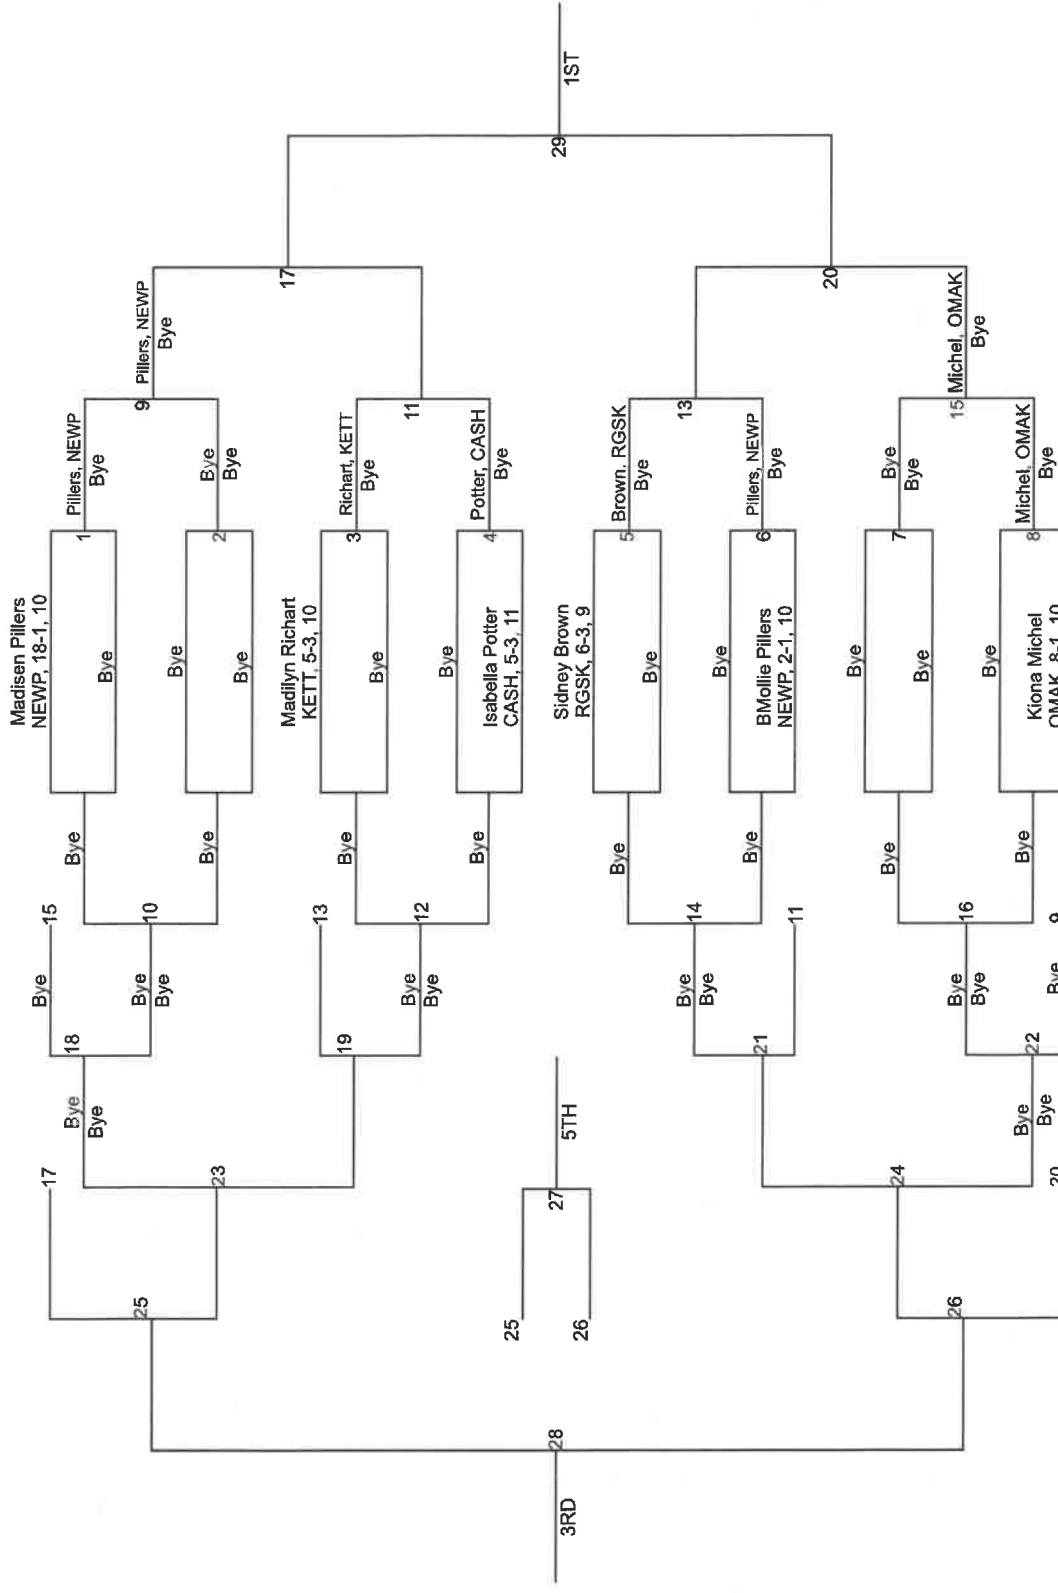 Madisen Pillers
NEWP, 18-1, 10
1
Bye
Bye
2
Bye
Madilyn Richart
KETT, 5-3, 10
3
Bye
Bye
4
Isabella Potter
CASH, 5-3, 11
Sidney Brown
RGSK, 6-3, 9
5
Bye
6
BMollie Pillers
NEWP, 2-1, 10
Bye
7
Bye
8
Kiona Michel
OMAK, 8-1, 10
Pillers, NEWP
Bye
Bye
Bye
Richart, KETT
Bye
Potter, CASH
Bye
Brown, RGSK
Bye
Pillers, NEWP
Bye
Bye
Bye
Michel, OMAK
Bye
9
11
13
15
Pillers, NEWP
Bye
Michel, OMAK
Bye
17
20
29
1ST
Bye
Bye
Bye
Bye
Bye
Bye
Bye
Bye
15
10
13
12
14
11
16
9
Bye
Bye
Bye
Bye
Bye
Bye
Bye
Bye
Bye
Bye
18
19
21
22
Bye
Bye
Bye
Bye
17
23
24
20
5TH
27
25
26
25
26
28
3RD